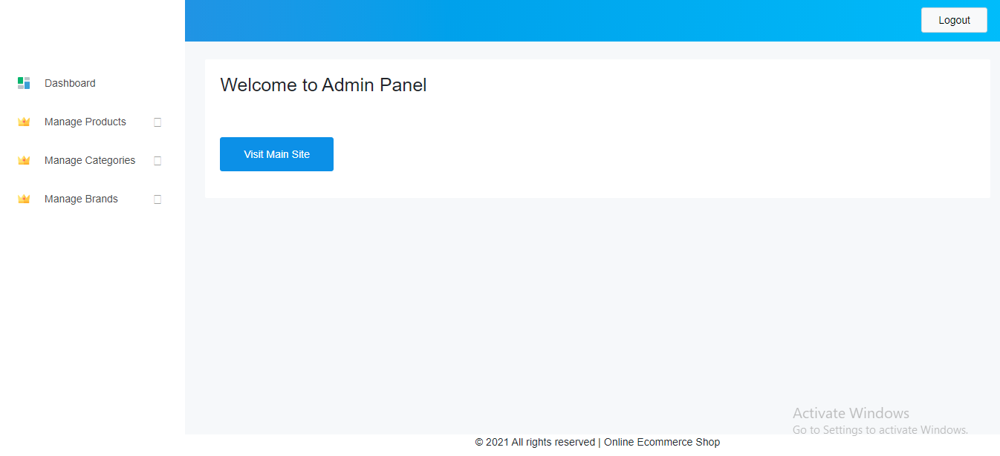 Logout
Dashboard
Manage Products
Manage Categories
Manage Brands
Welcome to Admin Panel
Visit Main Site
Activate Windows
Go to Settings to activate Windows.
© 2021 All rights reserved | Online Ecommerce Shop